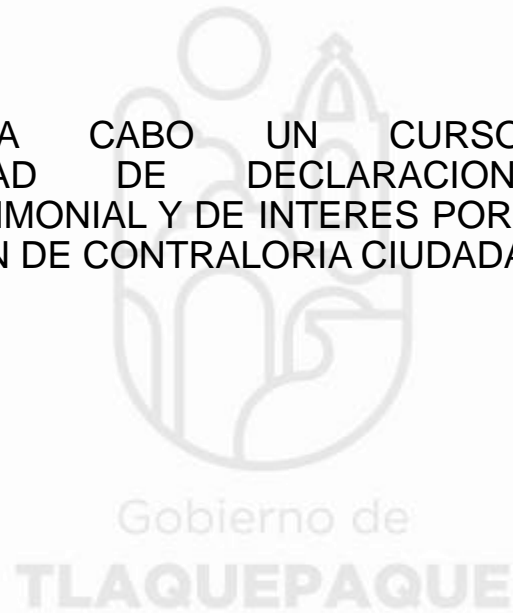 A CABO UN CURSO
AD DE DECLARACION
IMONIAL Y DE INTERES POR
N DE CONTRALORIA CIUDADA
Gobierno de
TLAQUEPAQUE